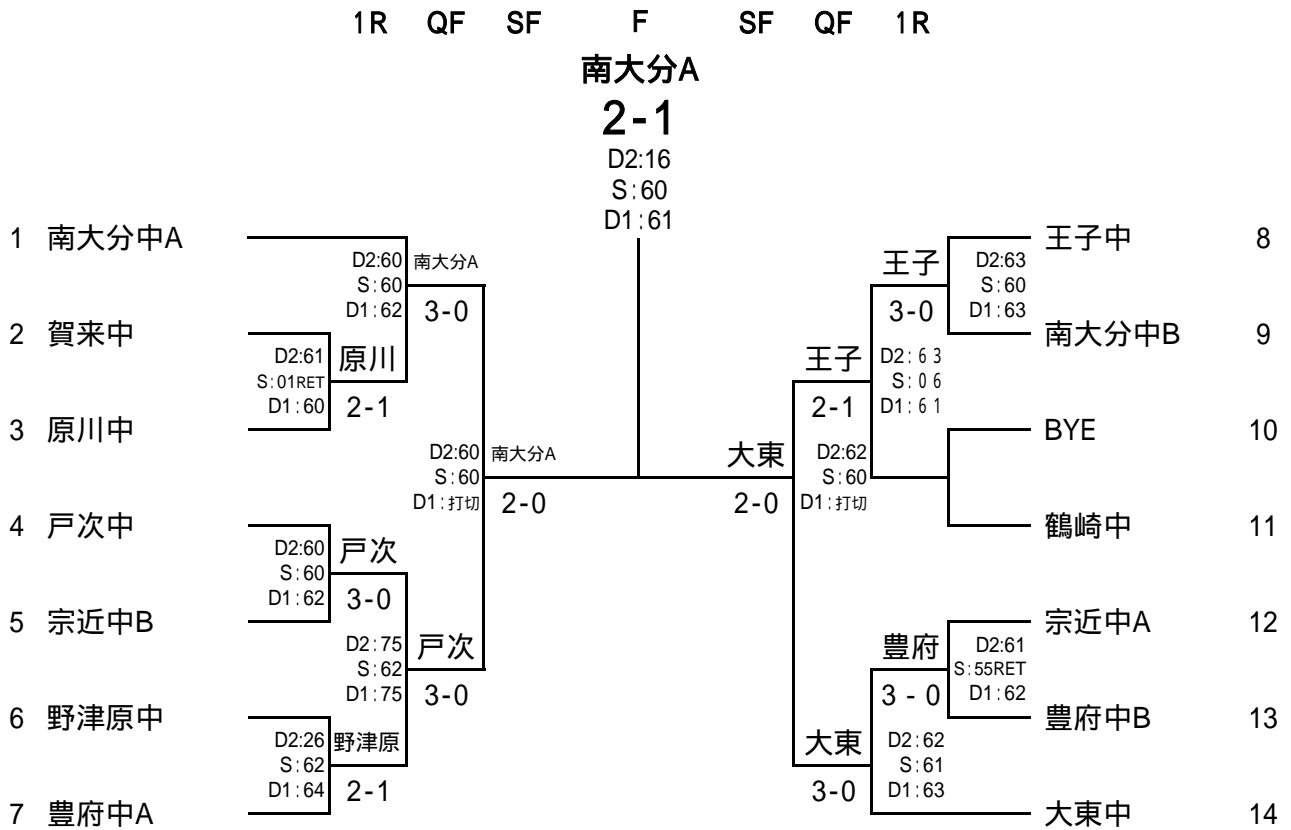 1R QF SF F SF QF 1R
南大分A
2-1
D2:16
S:60
D1:61
1 南大分中A
D2:60 南大分A
S:60
D1:62 3-0
2 賀来中
D2:61 原川
S:01RET
D1:60 2-1
3 原川中
D2:60 南大分A
S:60
D1:打切 2-0
4 戸次中
D2:60 戸次
S:60
D1:62 3-0
5 宗近中B
D2:75 戸次
S:62
D1:75 3-0
6 野津原中
D2:26 野津原
S:62
D1:64 2-1
7 豊府中A
王子中 8
王子 D2:63
S:60
3-0 D1:63
南大分中B 9
王子 D2:63
S:06
2-1 D1:61
BYE 10
大東 D2:62
S:60
2-0 D1:打切
鶴崎中 11
宗近中A 12
豊府 D2:61
S:55RET
3-0 D1:62
豊府中B 13
大東 D2:62
S:61
3-0 D1:63
大東中 14